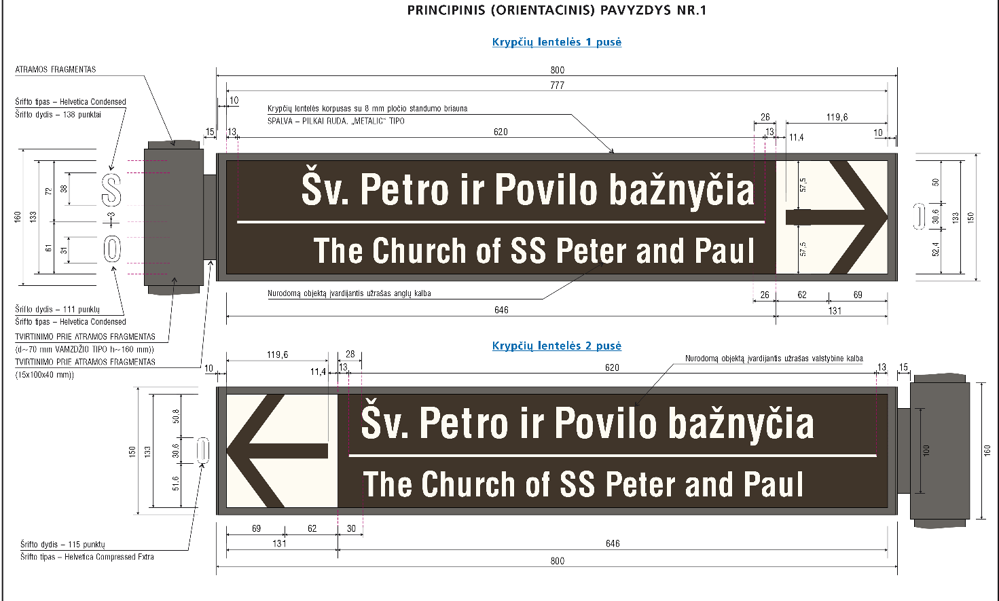 PRINCIPINIS (ORIENTACINIS) PAVYZDYS NR.1
Krypčių lentelės 1 pusė
ATRAMOS FRAGMENTAS
800
777
Šrifto tipas – Helvetica Condensed
Šrifto dydis – 138 punktai
10
Krypčių lentelės korpusas su 8 mm pločio standumo briauna
SPALVA – PILKAI RUDA. „METALIC“ TIPO
26
119,6
15
13
620
13
11,4
10
160
133
72
38
S
3
61
31
O
Šv. Petro ir Povilo bažnyčia
The Church of SS Peter and Paul
57,5
57,5
50
30.6
52,4
133
150
Nurodomą objektą įvardijantis užrašas anglų kalba
26
62
69
646
131
Šrifto dydis – 111 punktų
Šrifto tipas – Helvetica Condensed
TVIRTINIMO PRIE ATRAMOS FRAGMENTAS
(d~70 mm VAMZDŽIO TIPO h~160 mm))
TVIRTINIMO PRIE ATRAMOS FRAGMENTAS
(15x100x40 mm))
Krypčių lentelės 2 pusė
Nurodomą objektą įvardijantis užrašas valstybine kalba
119,6
28
10
11,4
13
620
13
15
150
133
50.8
30.6
51.6
Šv. Petro ir Povilo bažnyčia
The Church of SS Peter and Paul
100
160
69
62
30
131
646
800
Šrifto dydis – 115 punktų
Šrifto tipas – Helvetica Compressed Extra